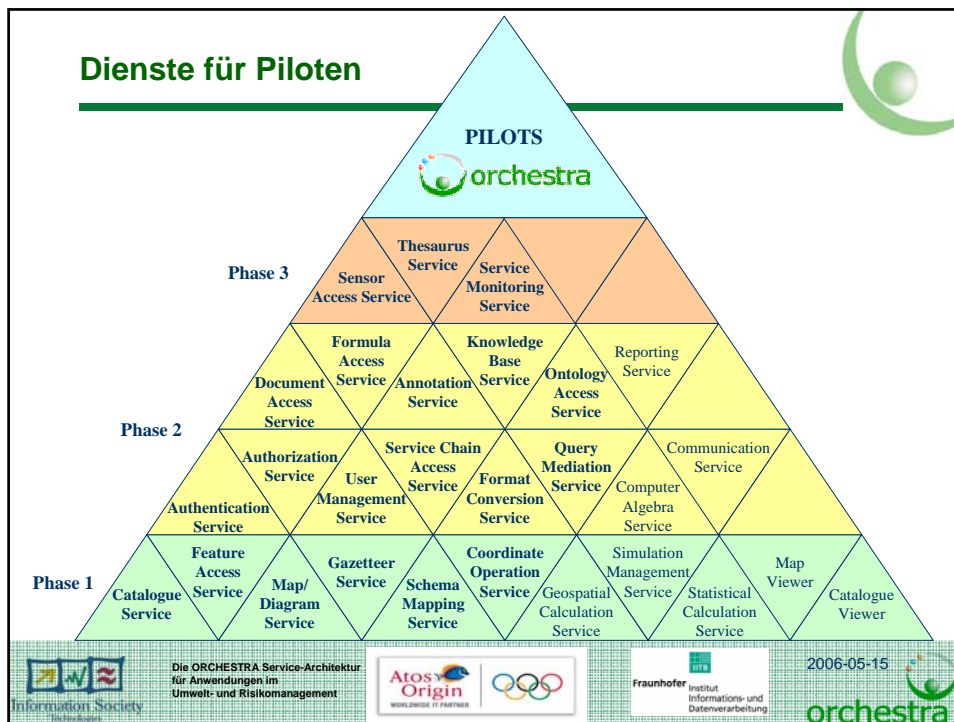 Dienste für Piloten
PILOTS
orchestra
Phase 3
Sensor
Access Service
Thesaurus
Service
Service
Monitoring
Service
Phase 2
Document
Access
Service
Formula
Access
Service
Annotation
Service
Knowledge
Base
Service
Ontology
Access
Service
Reporting
Service
Authentication
Service
Authorization
Service
User
Management
Service
Service Chain
Access
Service
Format
Conversion
Service
Query
Mediation
Service
Computer
Algebra
Service
Communication
Service
Phase 1
Catalogue
Service
Feature
Access
Service
Map/
Diagram
Service
Gazetteer
Service
Schema
Mapping
Service
Coordinate
Operation
Service
Geospatial
Calculation
Service
Simulation
Management
Service
Statistical
Calculation
Service
Map
Viewer
Catalogue
Viewer
Information Society
Technologies
Die ORCHESTRA Service-Architektur
für Anwendungen im
Umwelt- und Risikomanagement
Atos
Origin
WORLDWIDE IT PARTNER
IITB
Fraunhofer Institut
Informations- und
Datenverarbeitung
2006-05-15
orchestra